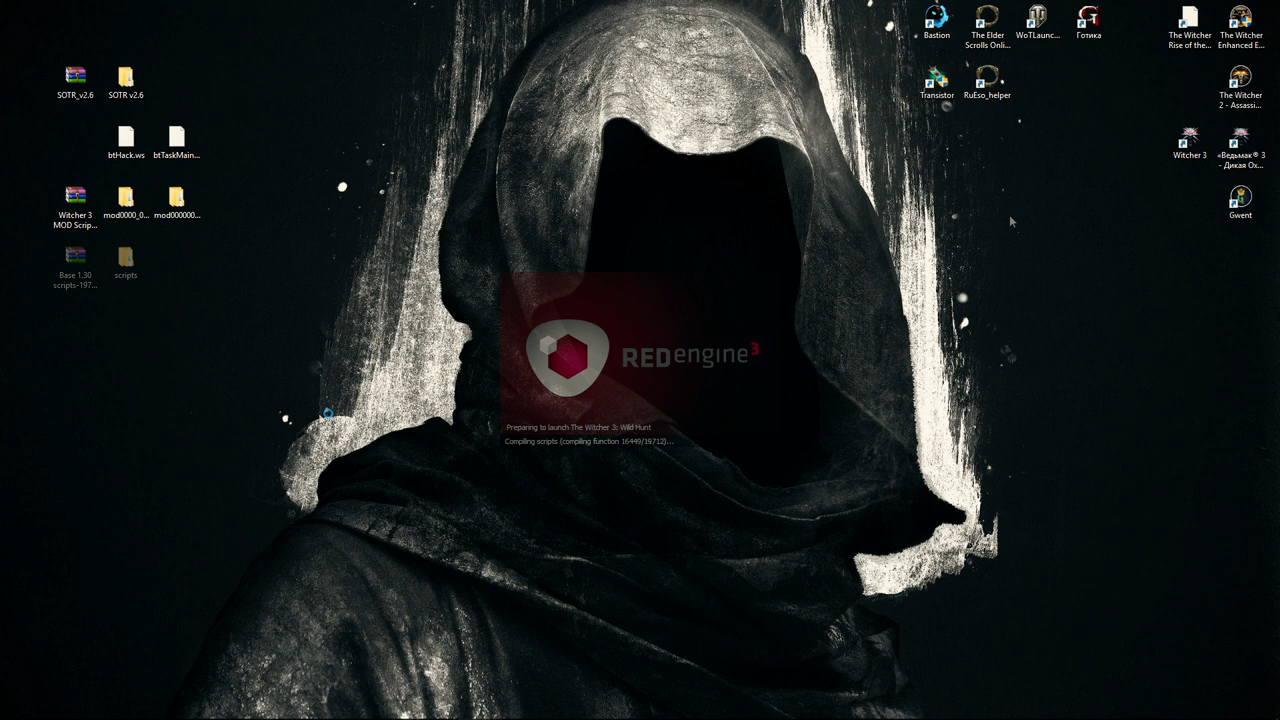 Bastion
The Elder
Scrolls Onli...
WoTLaunc...
Готика
The Witcher
Rise of the...
The Witcher
Enhanced E...
SOTR_v2.6
SOTR v2.6
Transistor
RuEso_helper
The Witcher
2 - Assassi...
btHack.ws
btTaskMain...
Witcher 3
«Ведьмак® 3
- Дикая Ох...
Witcher 3
MOD Scrip...
mod0000_0...
mod000000...
Gwent
Base 1.30
scripts-197...
scripts
REDengine3
Preparing to launch The Witcher 3: Wild Hunt
Compiling scripts (compiling function 16449/19712)...